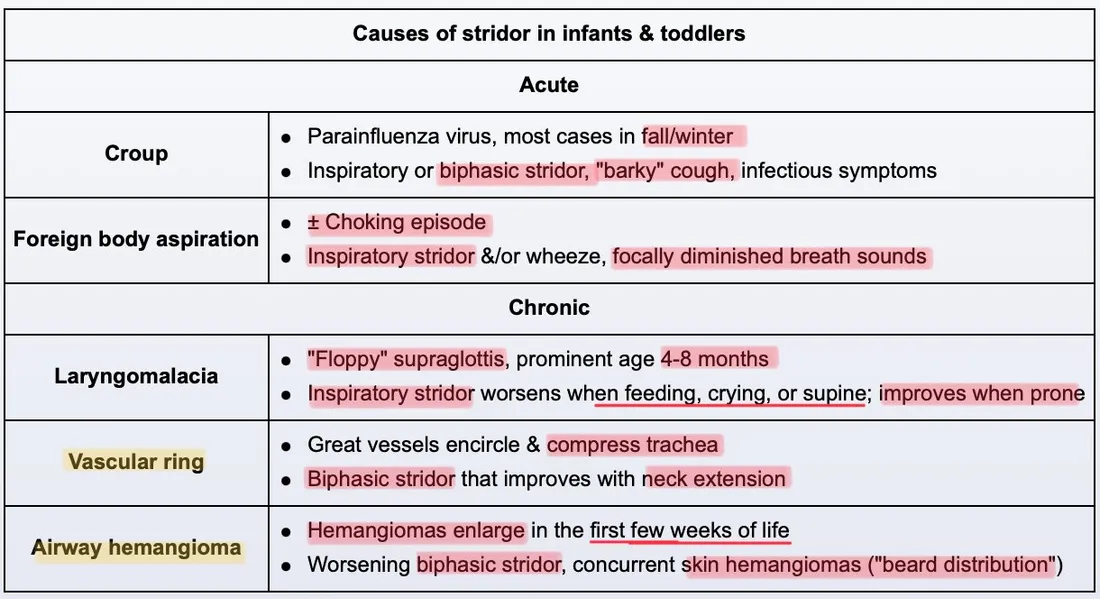 Causes of stridor in infants & toddlers
Acute
Croup
● Parainfluenza virus, most cases in fall/winter
● Inspiratory or biphasic stridor, "barky" cough, infectious symptoms
Foreign body aspiration
● ± Choking episode
● Inspiratory stridor &/or wheeze, focally diminished breath sounds
Chronic
Laryngomalacia
● "Floppy" supraglottis, prominent age 4-8 months
● Inspiratory stridor worsens when feeding, crying, or supine; improves when prone
Vascular ring
● Great vessels encircle & compress trachea
● Biphasic stridor that improves with neck extension
Airway hemangioma
● Hemangiomas enlarge in the first few weeks of life
● Worsening biphasic stridor, concurrent skin hemangiomas ("beard distribution")